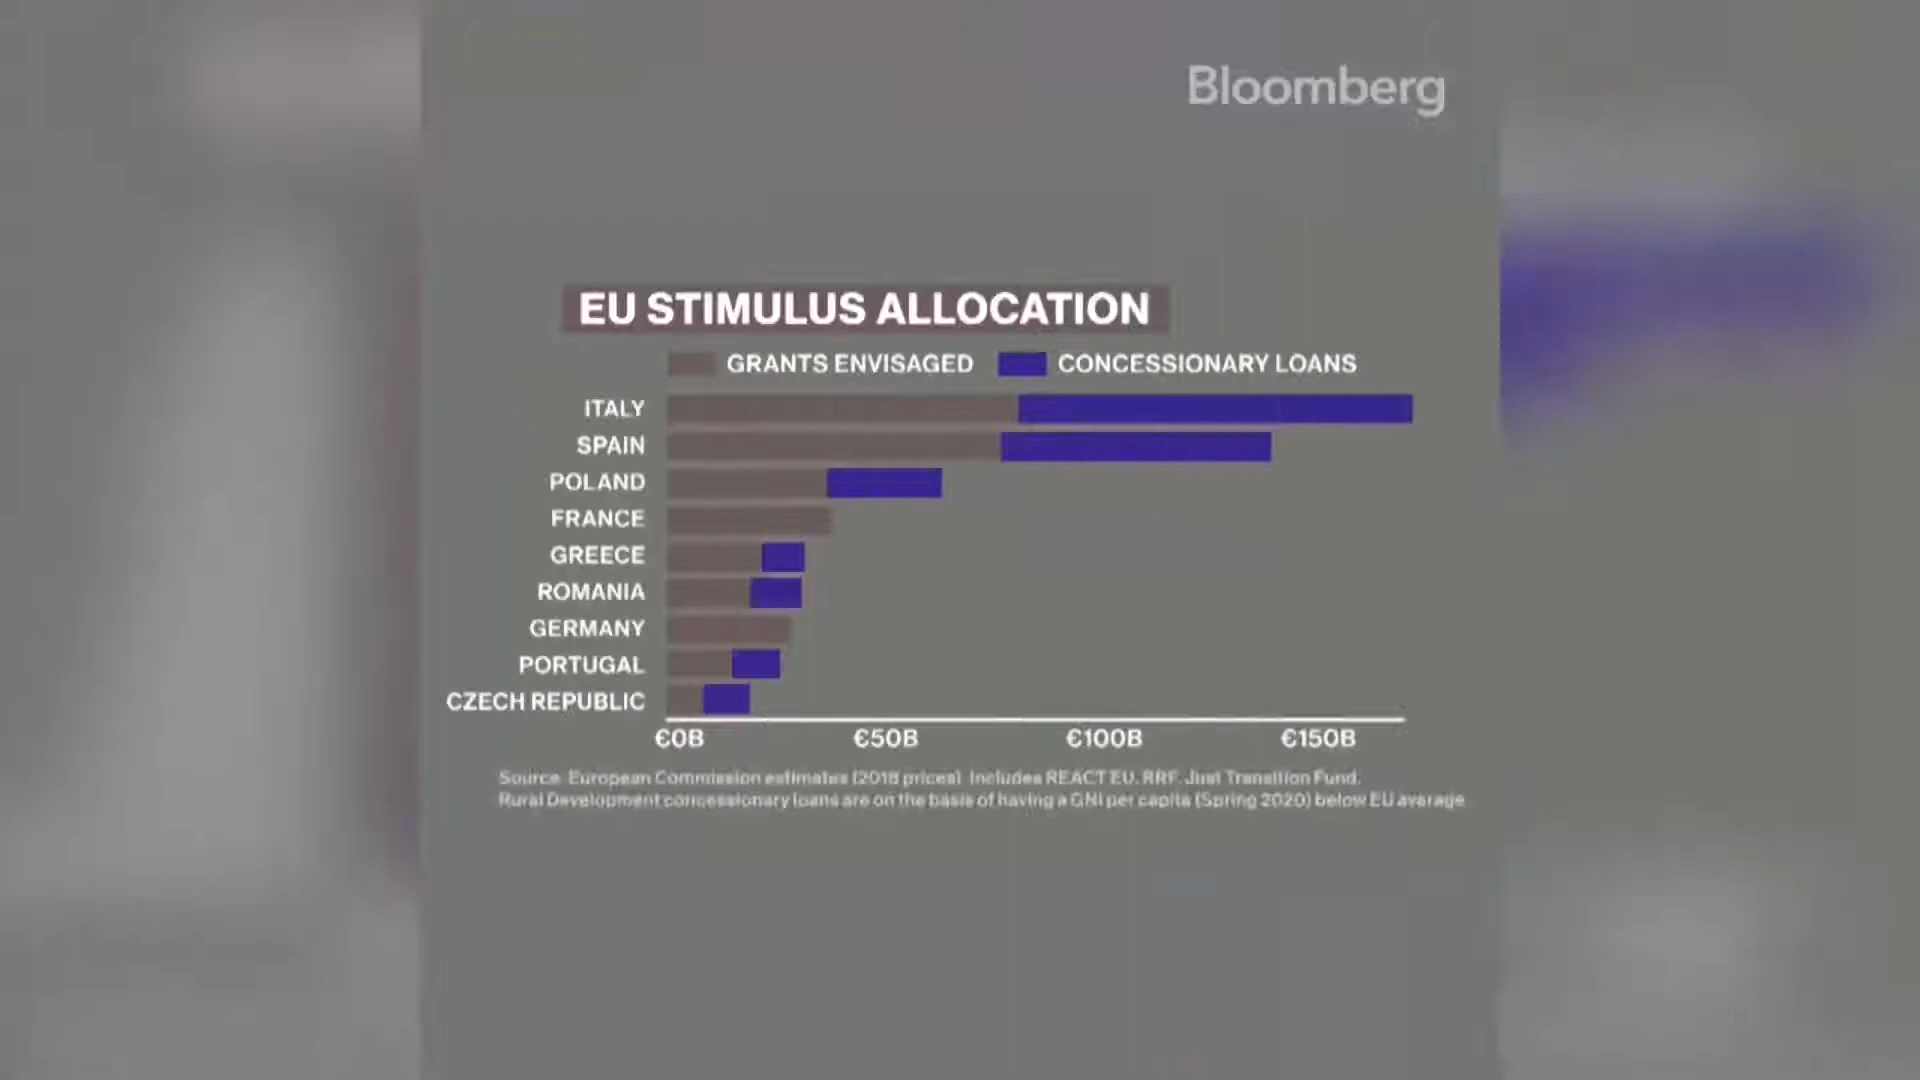 Bloomberg
EU STIMULUS ALLOCATION
GRANTS ENVISAGED CONCESSIONARY LOANS
ITALY
SPAIN
POLAND
FRANCE
GREECE
ROMANIA
GERMANY
PORTUGAL
CZECH REPUBLIC
€0B €50B €100B €150B
Source: European Commission estimates (2018 prices). Includes REACT EU, RRF, Just Transition Fund,
Rural Development concessionary loans are on the basis of having a GNI per capita (Spring 2020) below EU average